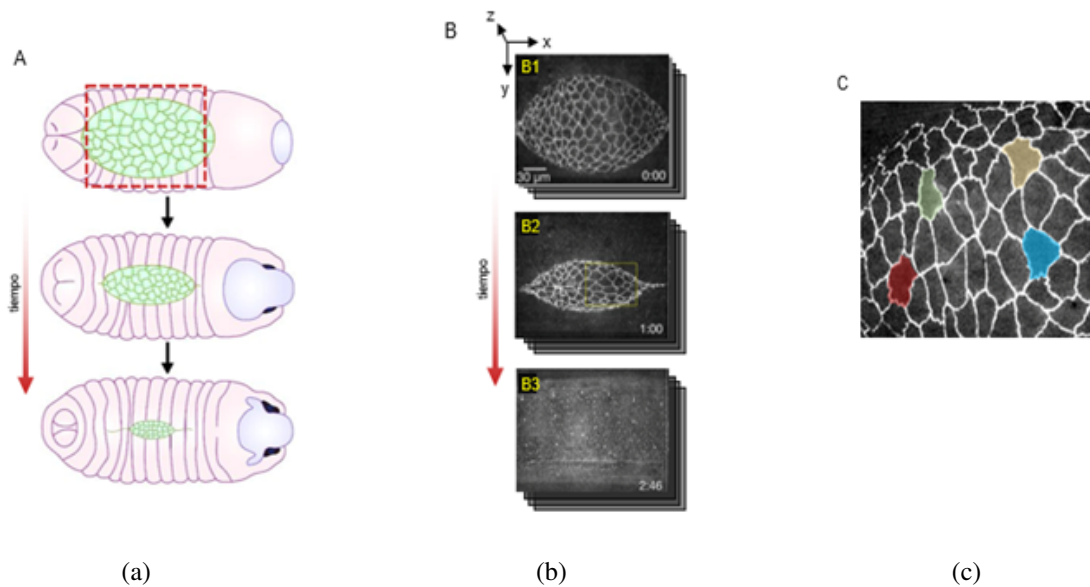 A
tiempo
(a)
B
z
x
y
B1
30 µm
0:00
B2
1:00
tiempo
B3
2:46
(b)
C
(c)